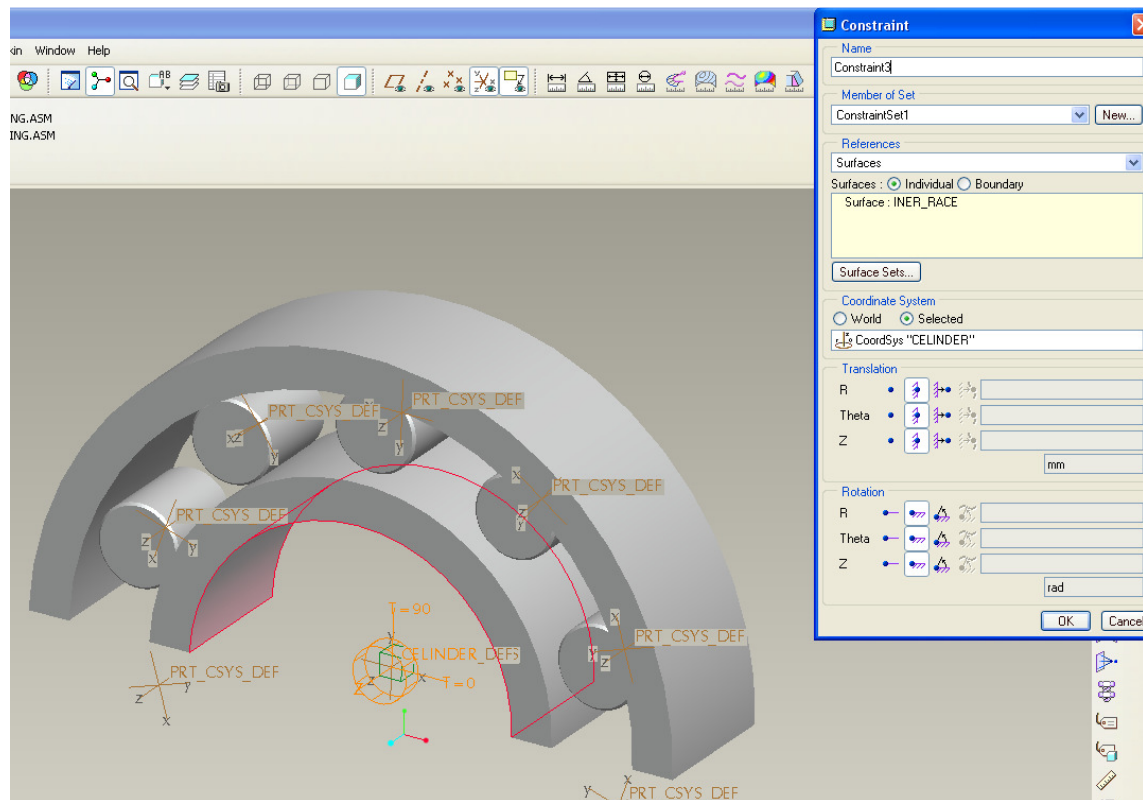 Constraint
kin Window Help
Name
Constraint3
Member of Set
ConstraintSet1
New...
References
Surfaces
Surfaces : Individual Boundary
Surface : INER_RACE
Surface Sets...
Coordinate System
World Selected
CoordSys "CELINDER"
Translation
R
Theta
Z
mm
Rotation
R
Theta
Z
rad
OK Cancel
NG.ASM
ING.ASM
PRT_CSYS_DEF
PRT_CSYS_DEF
PRT_CSYS_DEF
PRT_CSYS_DEF
PRT_CSYS_DEF
PRT_CSYS_DEF
PRT_CSYS_DEF
T=90
CELINDER_DEFS
T=0